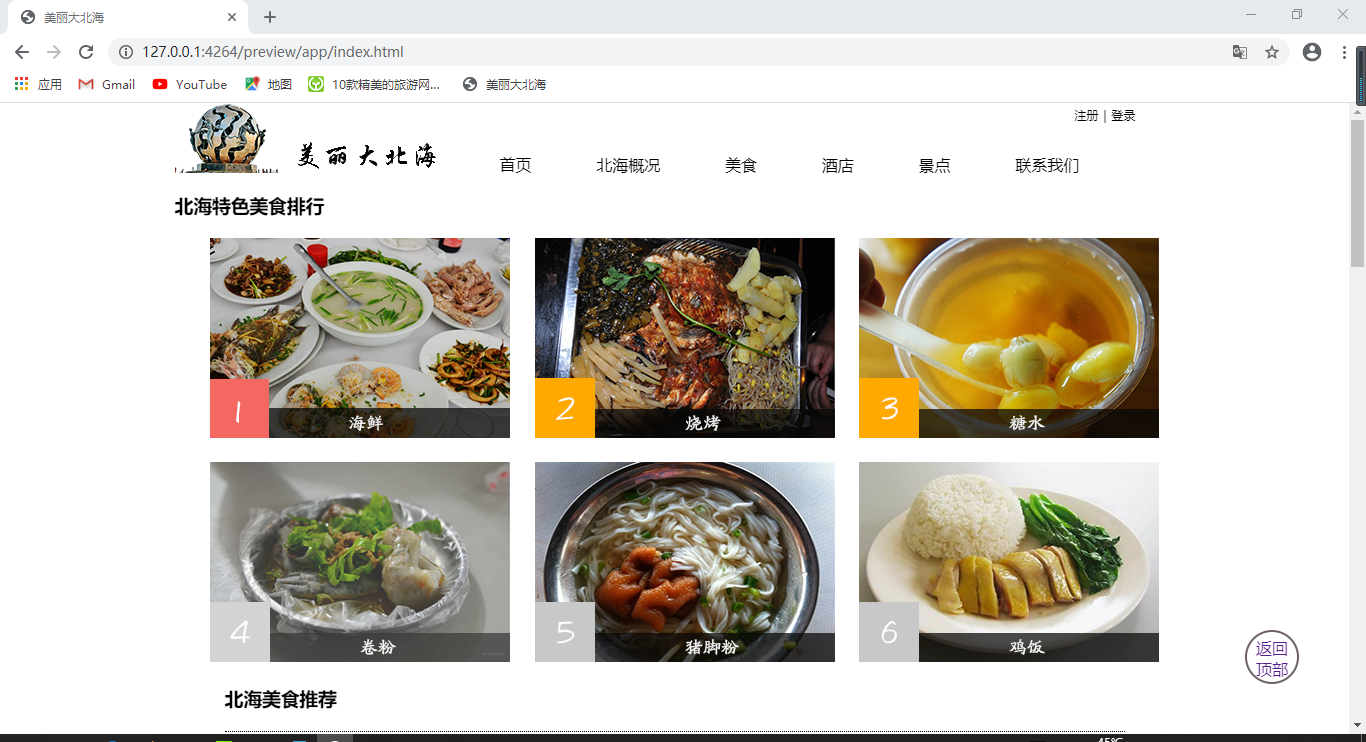 美丽大北海
127.0.0.1:4264/preview/app/index.html
应用 Gmail YouTube 地图 10款精美的旅游网... 美丽大北海
注册 | 登录
美丽大北海
首页 北海概况 美食 酒店 景点 联系我们
北海特色美食排行
1 海鲜
2 烧烤
3 糖水
4 卷粉
5 猪脚粉
6 鸡饭
返回
顶部
北海美食推荐